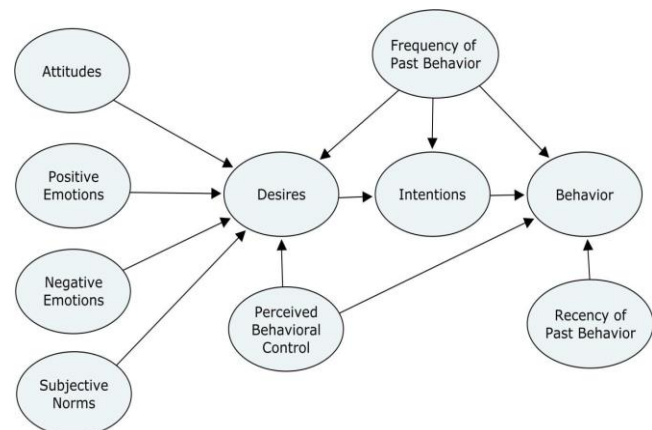 Attitudes
Frequency of
Past Behavior
Positive
Emotions
Desires
Intentions
Behavior
Negative
Emotions
Perceived
Behavioral
Control
Recency of
Past Behavior
Subjective
Norms